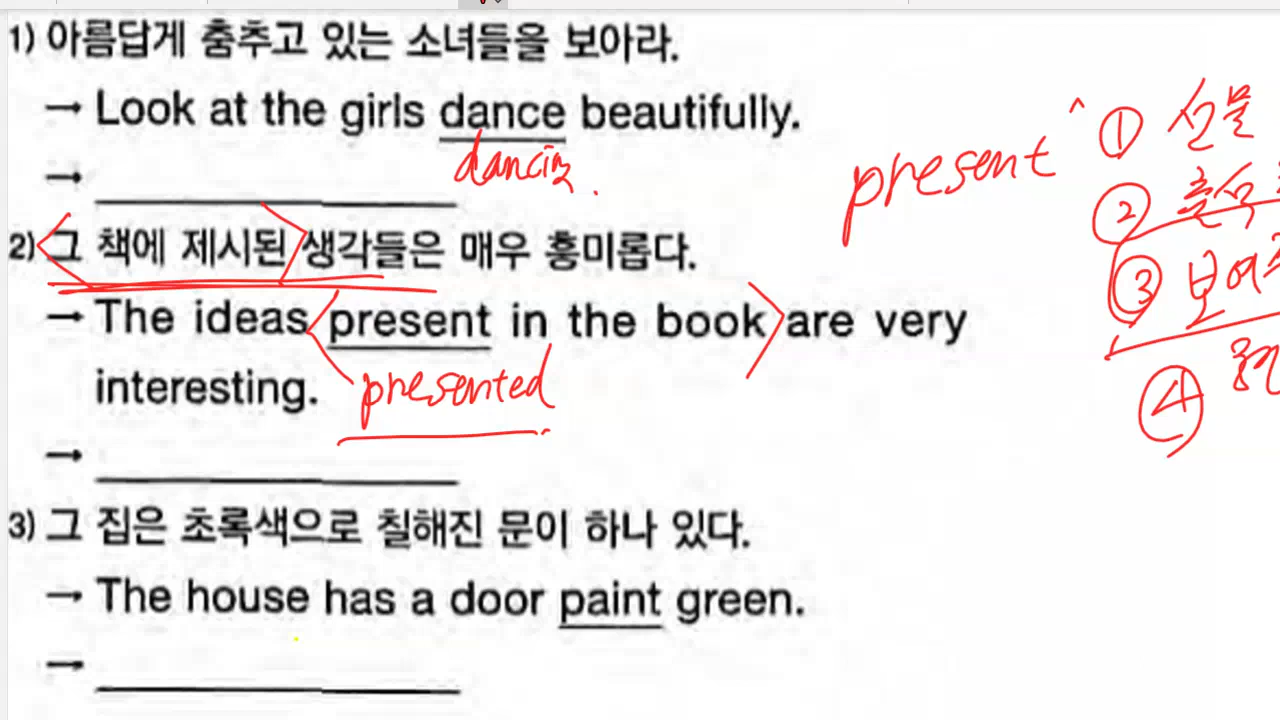 1) 아름답게 춤추고 있는 소녀들을 보아라.
→ Look at the girls dance beautifully.
→ dancing.
2) 그 책에 제시된 생각들은 매우 흥미롭다.
→ The ideas present in the book are very
interesting. presented
→
3) 그 집은 초록색으로 칠해진 문이 하나 있다.
→ The house has a door paint green.
→
present ① 선물
②
③
④